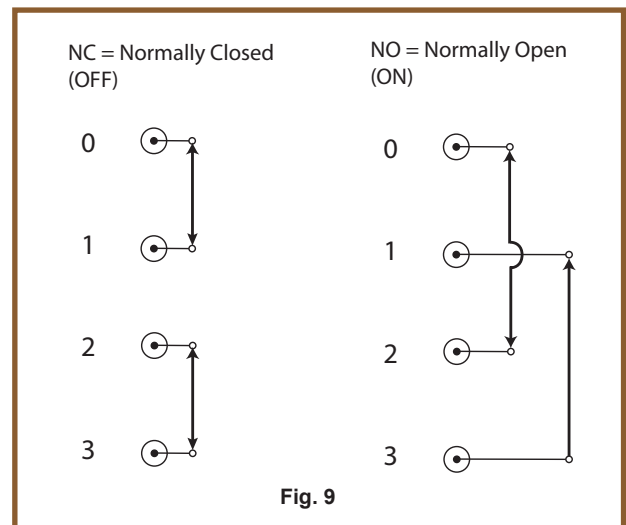 NC = Normally Closed
(OFF)
0
1
2
3
NO = Normally Open
(ON)
0
1
2
3
Fig. 9